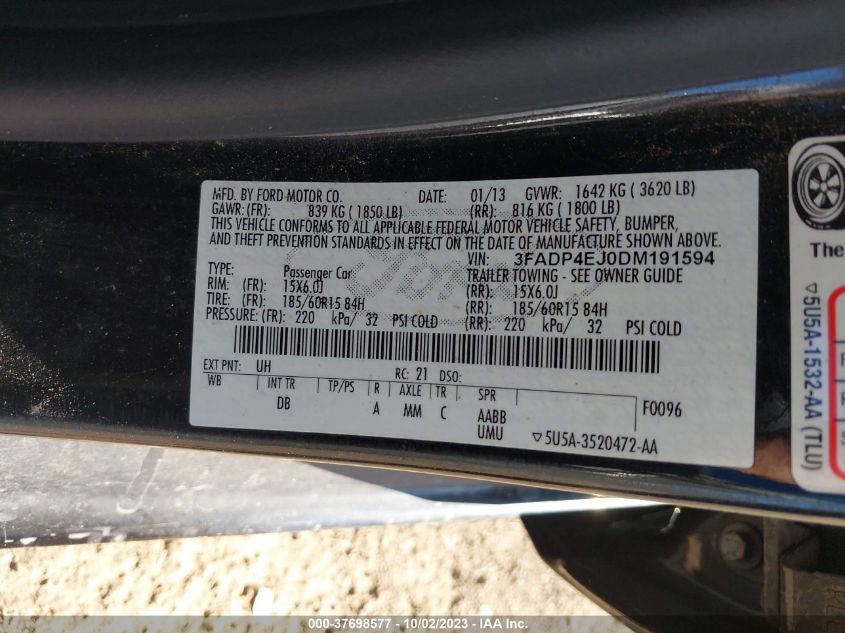 MFD. BY FORD MOTOR CO. DATE: 01/13 GVWR: 1642 KG ( 3620 LB)
GAWR: (FR): 839 KG ( 1850 LB) (RR): 816 KG ( 1800 LB)
THIS VEHICLE CONFORMS TO ALL APPLICABLE FEDERAL MOTOR VEHICLE SAFETY, BUMPER,
AND THEFT PREVENTION STANDARDS IN EFFECT ON THE DATE OF MANUFACTURE SHOWN ABOVE.
VIN: 3FADP4EJ0DM191594
TYPE: Passenger Car TRAILER TOWING - SEE OWNER GUIDE
RIM: (FR): 15X6.0J (RR): 15X6.0J
TIRE: (FR): 185/60R15 84H (RR): 185/60R15 84H
PRESSURE: (FR): 220 kPa/ 32 PSI COLD (RR): 220 kPa/ 32 PSI COLD
EXT PNT: UH RC: 21 DSO:
WB INT TR TP/PS R AXLE TR SPR
DB A MM C AABB F0096
UMU ▽5U5A-3520472-AA
The
▽5U5A-1532-AA (TLU)
000-37698577 - 10/02/2023 - IAA Inc.